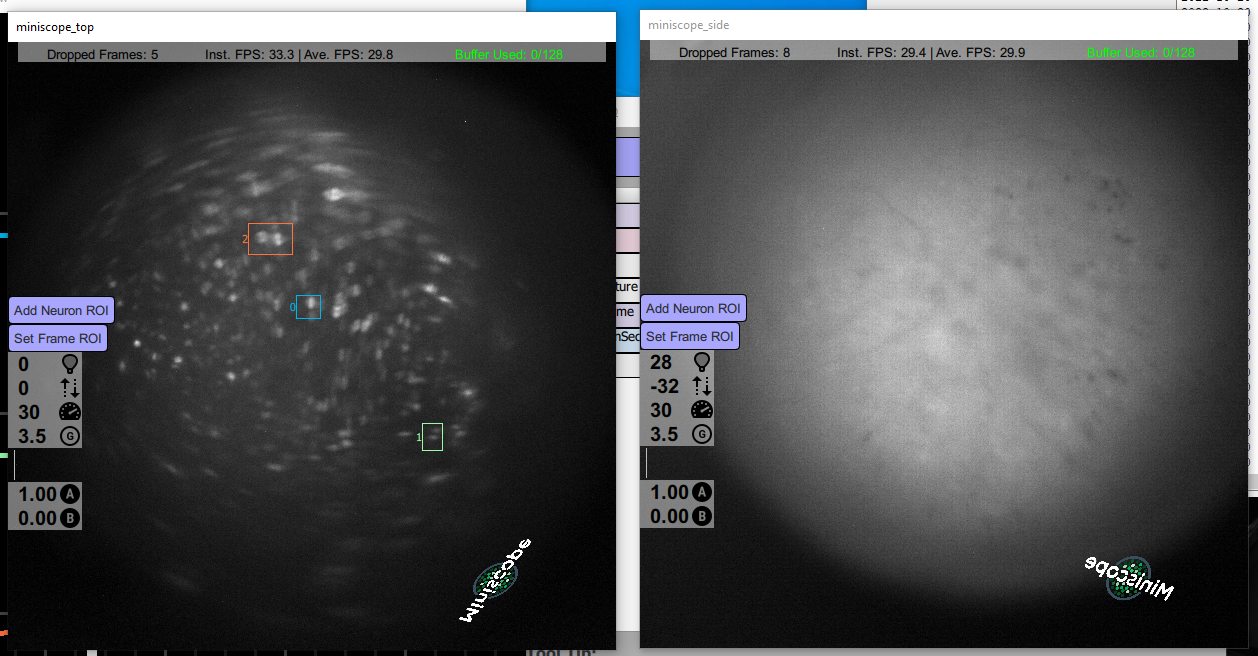 miniscope_top
Dropped Frames: 5 Inst. FPS: 33.3 | Ave. FPS: 29.8 Buffer Used: 0/128
2
0
1
Add Neuron ROI
Set Frame ROI
0
0
30
3.5 G
1.00 A
0.00 B
Miniscope
ture
me
nSec
miniscope_side
Dropped Frames: 8 Inst. FPS: 29.4 | Ave. FPS: 29.9 Buffer Used: 0/128
Add Neuron ROI
Set Frame ROI
28
-32
30
3.5 G
1.00 A
0.00 B
Miniscope